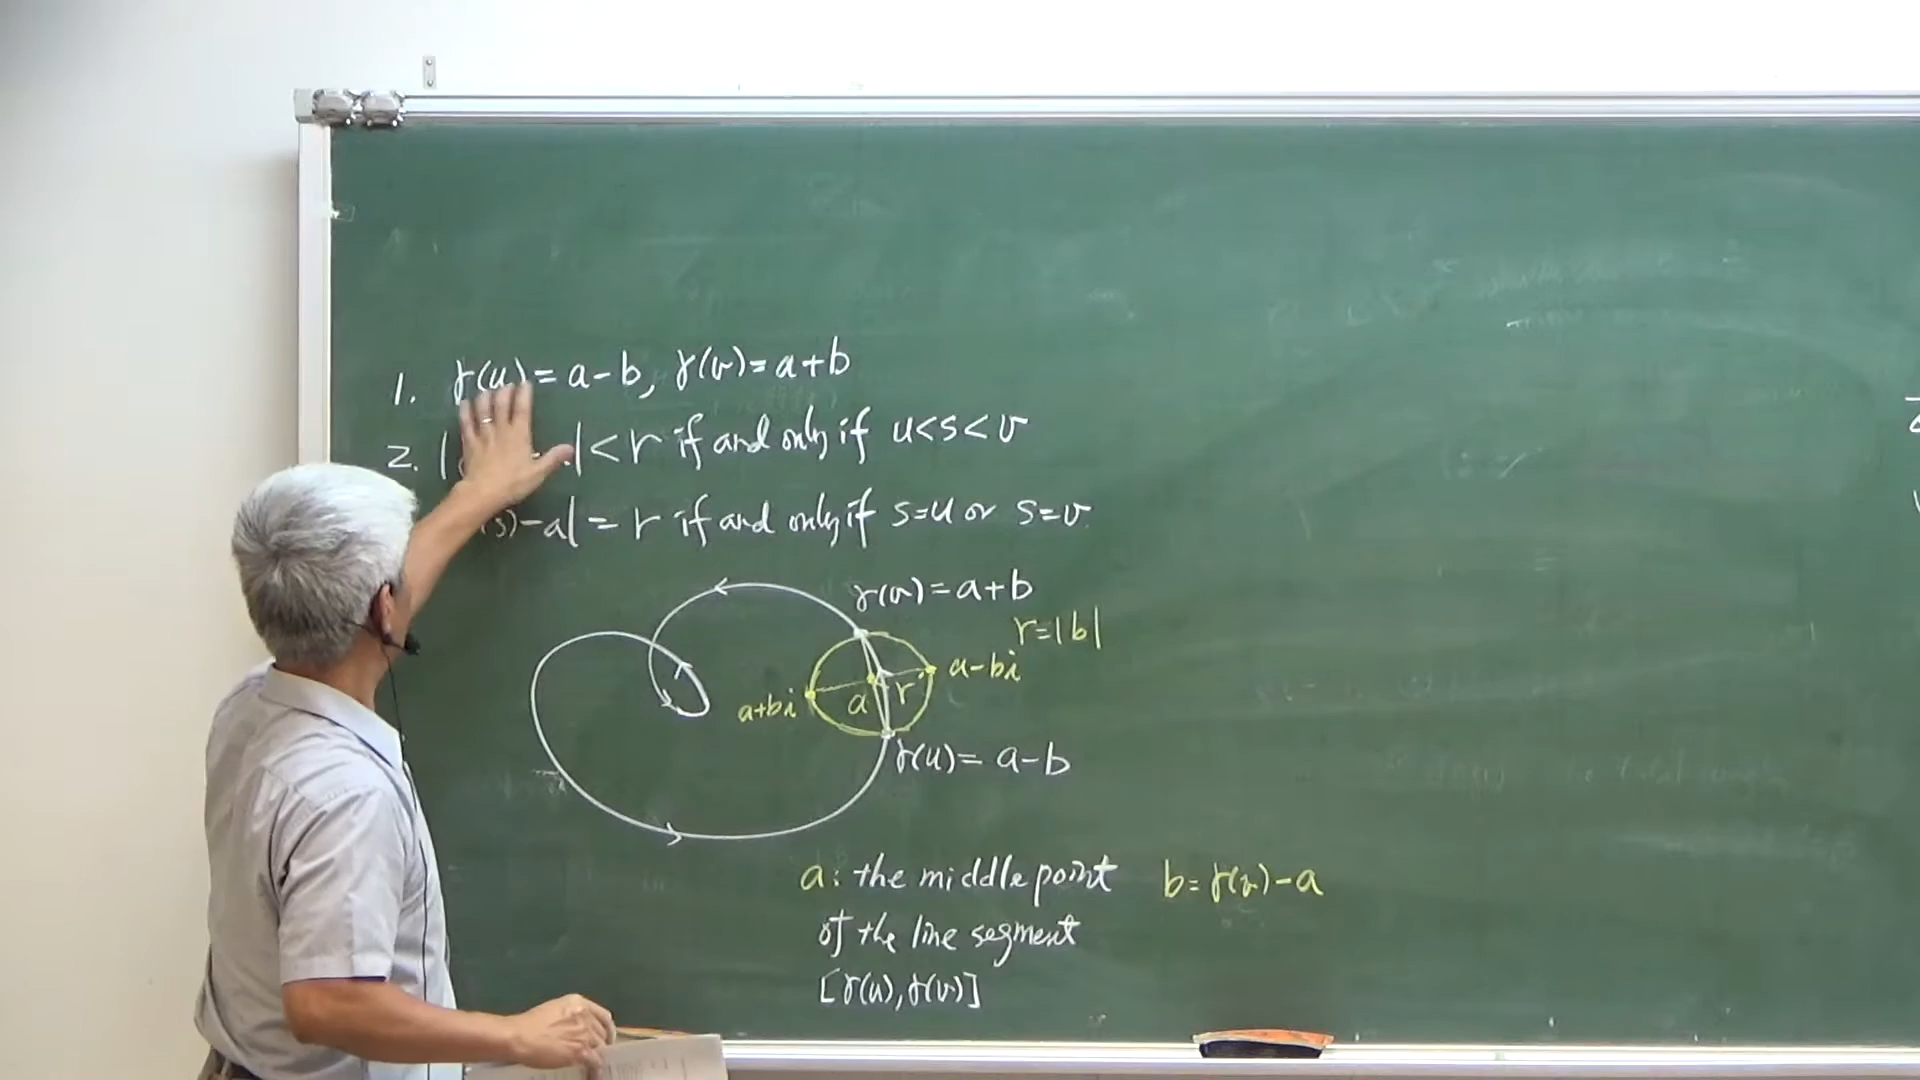 1. γ(u) = a-b, γ(v) = a+b
2. | | < r if and only if u<s<v
s)-a| = r if and only if s=u or s=v
γ(v) = a+b
r=|b|
a-bi
a+bi
a
r
γ(u) = a-b
a: the middle point
of the line segment
[γ(u), γ(v)]
b = γ(v) - a